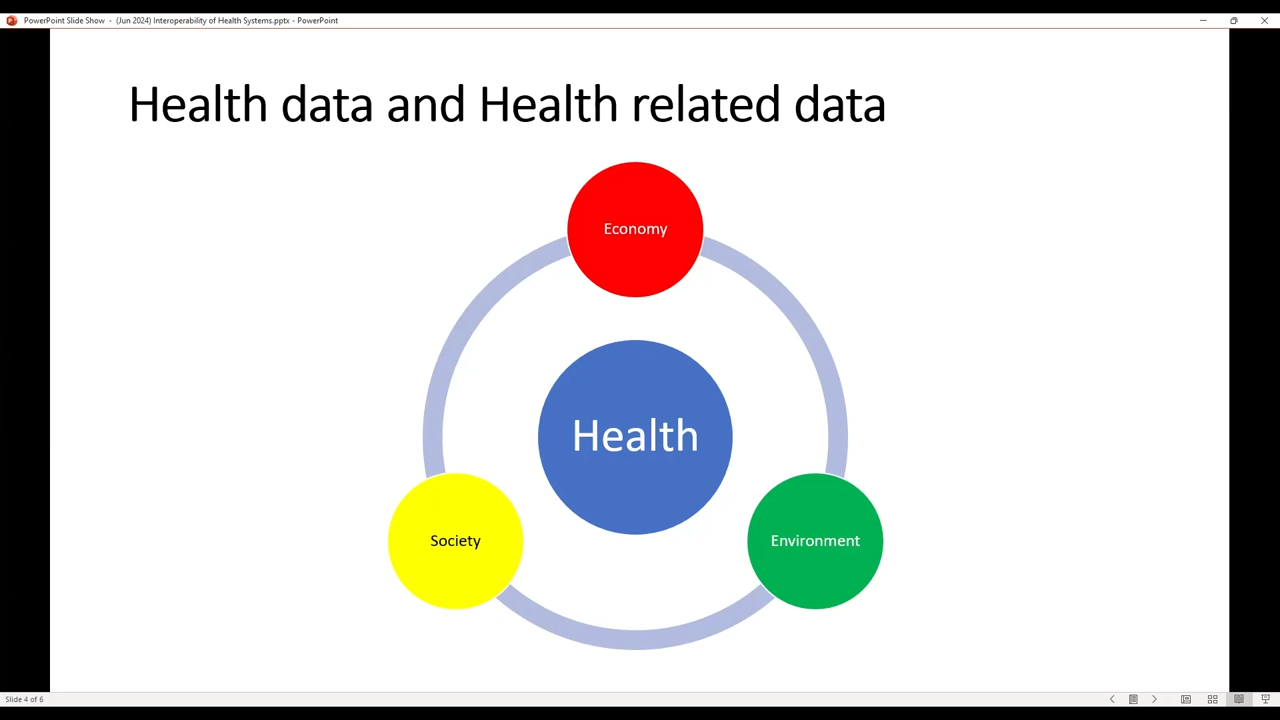 PowerPoint Slide Show - (Jun 2024) Interoperability of Health Systems.pptx - PowerPoint
Health data and Health related data
Economy
Health
Society
Environment
Slide 4 of 6